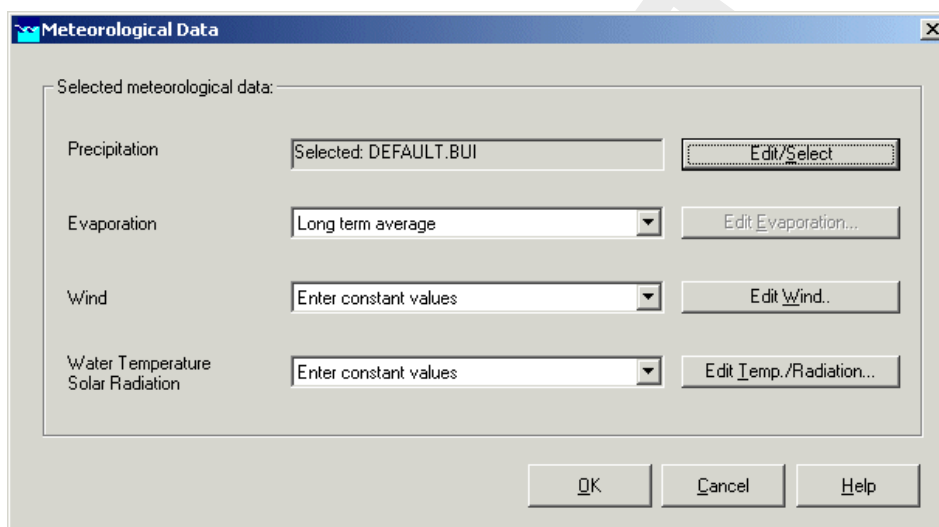 Meteorological Data
Selected meteorological data:
Precipitation Selected: DEFAULT.BUI Edit/Select
Evaporation Long term average Edit Evaporation...
Wind Enter constant values Edit Wind..
Water Temperature
Solar Radiation Enter constant values Edit Temp./Radiation...
OK Cancel Help